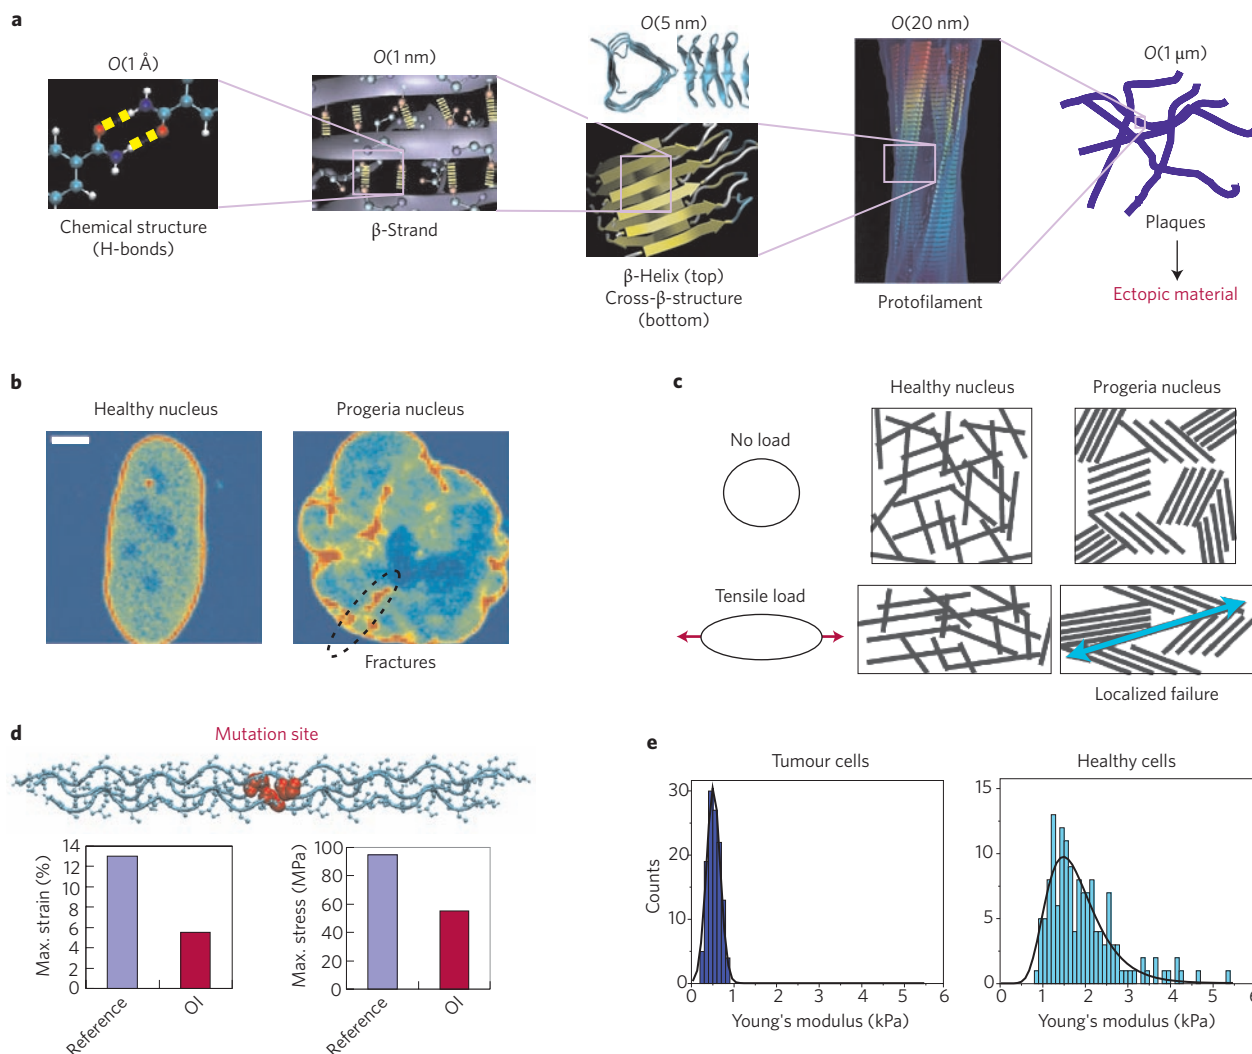 a
O(1 Å)
O(1 nm)
O(5 nm)
O(20 nm)
O(1 µm)
Chemical structure
(H-bonds)
β-Strand
β-Helix (top)
Cross-β-structure
(bottom)
Protofilament
Plaques
Ectopic material
b
Healthy nucleus
Progeria nucleus
Fractures
c
Healthy nucleus
Progeria nucleus
No load
Tensile load
Localized failure
d
Mutation site
Max. strain (%)
14
12
10
8
6
4
2
0
Reference
OI
Max. stress (MPa)
100
80
60
40
20
0
Reference
OI
e
Tumour cells
Counts
30
20
10
0
0 1 2 3 4 5 6
Young's modulus (kPa)
Healthy cells
15
10
5
0
0 1 2 3 4 5 6
Young's modulus (kPa)